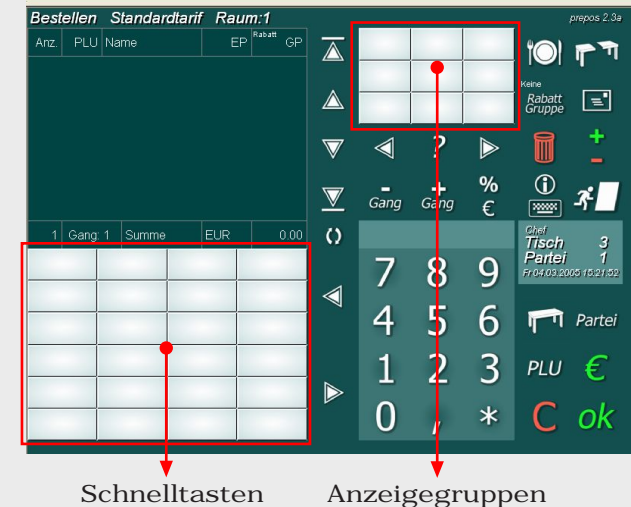 Bestellen Standardtarif Raum:1
prepos 2.3a
Anz. PLU Name EP Rabatt GP
Keine
Rabatt
Gruppe
?
+
-
- Gang
+ Gang
%
€
1 Gang: 1 Summe EUR 0.00
Chef
Tisch 3
Partei 1
Fr 04.03.2005 15:21:52
7 8 9
4 5 6
Partei
1 2 3
PLU €
0 , *
C ok
Schnelltasten Anzeigegruppen